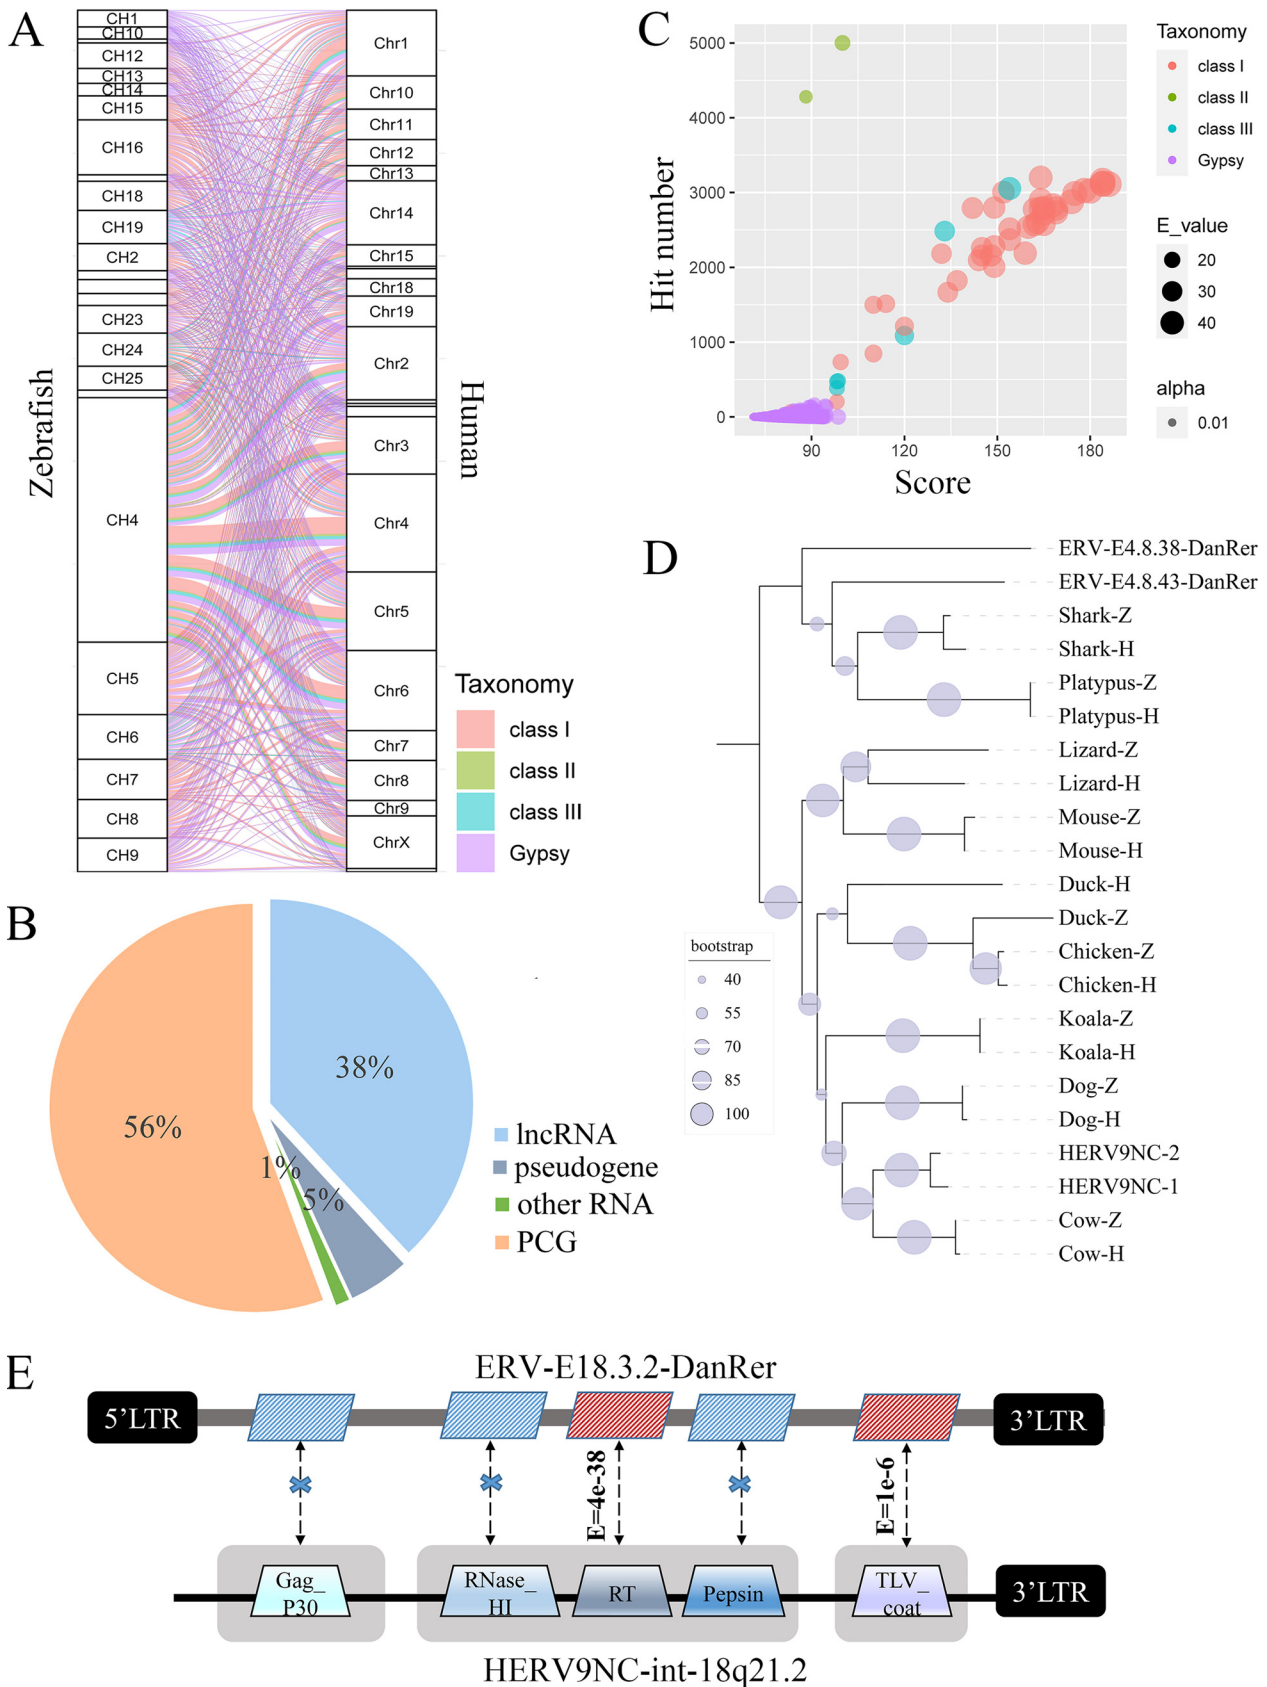 A
CH1
CH10
CH12
CH13
CH14
CH15
CH16
CH18
CH19
CH2
CH23
CH24
CH25
CH4
CH5
CH6
CH7
CH8
CH9
Zebrafish
Chr1
Chr10
Chr11
Chr12
Chr13
Chr14
Chr15
Chr18
Chr19
Chr2
Chr3
Chr4
Chr5
Chr6
Chr7
Chr8
Chr9
ChrX
Human
Taxonomy
class I
class II
class III
Gypsy
B
38%
56%
1%
5%
lncRNA
pseudogene
other RNA
PCG
C
Hit number
5000
4000
3000
2000
1000
0
90
120
150
180
Score
Taxonomy
class I
class II
class III
Gypsy
E_value
20
30
40
alpha
0.01
D
ERV-E4.8.38-DanRer
ERV-E4.8.43-DanRer
Shark-Z
Shark-H
Platypus-Z
Platypus-H
Lizard-Z
Lizard-H
Mouse-Z
Mouse-H
Duck-H
Duck-Z
Chicken-Z
Chicken-H
Koala-Z
Koala-H
Dog-Z
Dog-H
HERV9NC-2
HERV9NC-1
Cow-Z
Cow-H
bootstrap
40
55
70
85
100
E
ERV-E18.3.2-DanRer
5’LTR
3’LTR
E=4e-38
E=1e-6
Gag_
P30
RNase_
HI
RT
Pepsin
TLV_
coat
3’LTR
HERV9NC-int-18q21.2